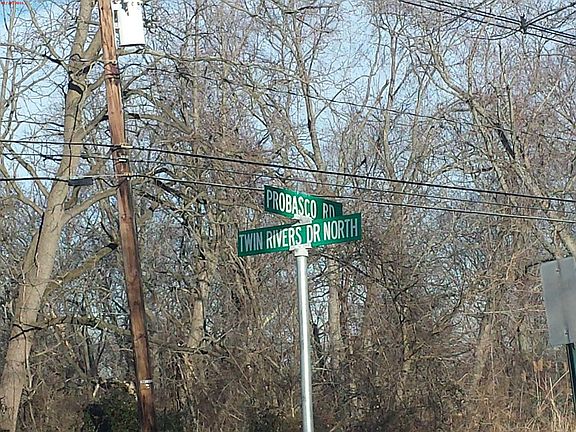 PROBASCO RD
TWIN RIVERS DR NORTH